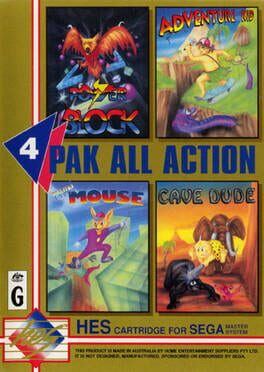 POWER
BLOCK
ADVENTURE KID
4
PAK ALL ACTION
MOUSE
CAVE DUDE
G
HES
HES CARTRIDGE FOR SEGA MASTER
SYSTEM
THIS PRODUCT IS MADE IN AUSTRALIA BY HOME ENTERTAINMENT SUPPLIERS PTY LTD.
IT IS NOT DESIGNED, MANUFACTURED, SPONSORED OR ENDORSED BY SEGA.